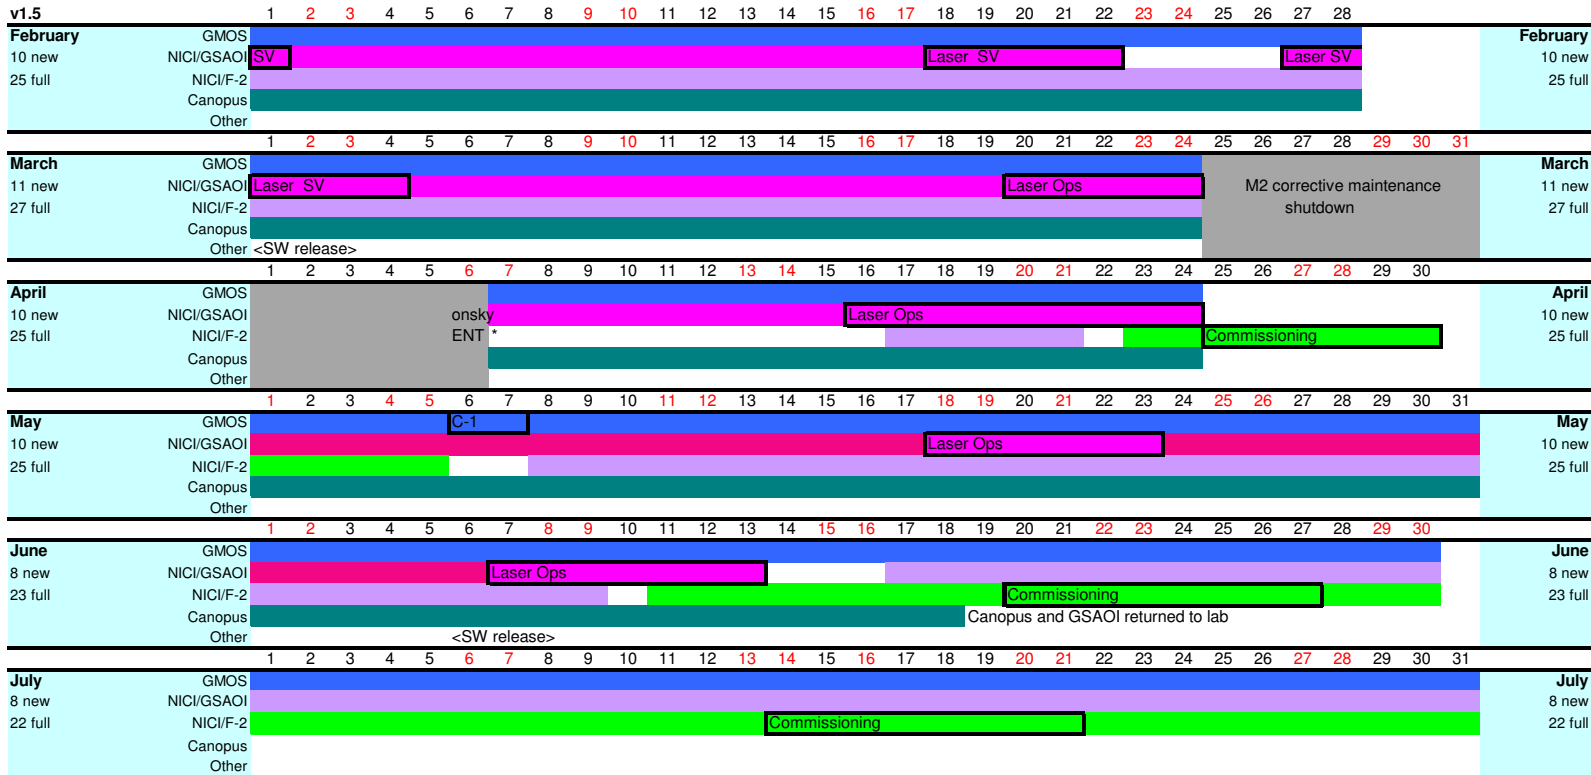 v1.5 1 2 3 4 5 6 7 8 9 10 11 12 13 14 15 16 17 18 19 20 21 22 23 24 25 26 27 28
February GMOS February
10 new NICI/GSAOI SV Laser SV Laser SV 10 new
25 full NICI/F-2 25 full
Canopus
Other
1 2 3 4 5 6 7 8 9 10 11 12 13 14 15 16 17 18 19 20 21 22 23 24 25 26 27 28 29 30 31
March GMOS March
11 new NICI/GSAOI Laser SV Laser Ops M2 corrective maintenance 11 new
27 full NICI/F-2 shutdown 27 full
Canopus
Other <SW release>
1 2 3 4 5 6 7 8 9 10 11 12 13 14 15 16 17 18 19 20 21 22 23 24 25 26 27 28 29 30
April GMOS April
10 new NICI/GSAOI onsky Laser Ops 10 new
25 full NICI/F-2 ENT * Commissioning 25 full
Canopus
Other
1 2 3 4 5 6 7 8 9 10 11 12 13 14 15 16 17 18 19 20 21 22 23 24 25 26 27 28 29 30 31
May GMOS C-1 May
10 new NICI/GSAOI Laser Ops 10 new
25 full NICI/F-2 25 full
Canopus
Other
1 2 3 4 5 6 7 8 9 10 11 12 13 14 15 16 17 18 19 20 21 22 23 24 25 26 27 28 29 30
June GMOS June
8 new NICI/GSAOI Laser Ops 8 new
23 full NICI/F-2 Commissioning 23 full
Canopus Canopus and GSAOI returned to lab
Other <SW release>
1 2 3 4 5 6 7 8 9 10 11 12 13 14 15 16 17 18 19 20 21 22 23 24 25 26 27 28 29 30 31
July GMOS July
8 new NICI/GSAOI 8 new
22 full NICI/F-2 Commissioning 22 full
Canopus
Other